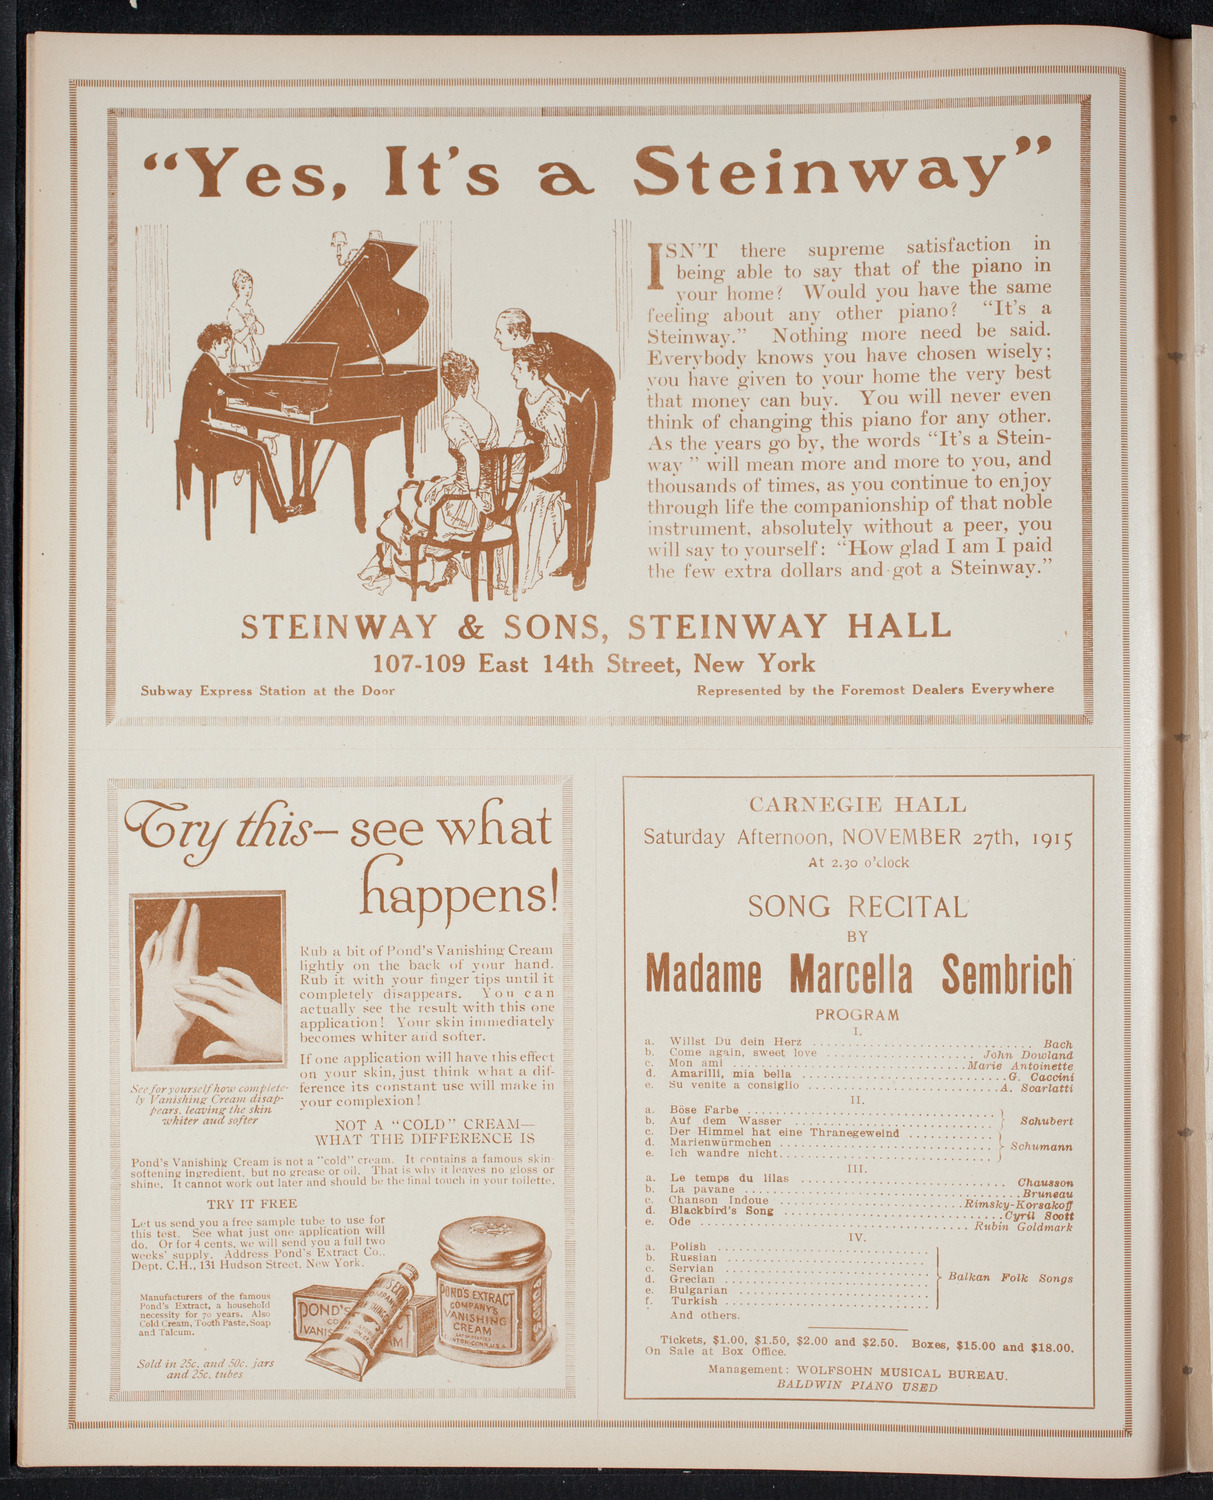 “Yes, It's a Steinway”
ISN'T there supreme satisfaction in
being able to say that of the piano in
your home? Would you have the same
feeling about any other piano? “It's a
Steinway.” Nothing more need be said.
Everybody knows you have chosen wisely;
you have given to your home the very best
that money can buy. You will never even
think of changing this piano for any other.
As the years go by, the words “It's a Stein-
way ” will mean more and more to you, and
thousands of times, as you continue to enjoy
through life the companionship of that noble
instrument, absolutely without a peer, you
will say to yourself: “How glad I am I paid
the few extra dollars and got a Steinway.”
STEINWAY & SONS, STEINWAY HALL
107-109 East 14th Street, New York
Subway Express Station at the Door
Represented by the Foremost Dealers Everywhere
Try this— see what
happens!
Rub a bit of Pond's Vanishing Cream
lightly on the back of your hand.
Rub it with your finger tips until it
completely disappears. You can
actually see the result with this one
application! Your skin immediately
becomes whiter and softer.
If one application will have this effect
on your skin, just think what a dif-
ference its constant use will make in
your complexion!
See for yourself how complete-
ly Vanishing Cream disap-
pears, leaving the skin
whiter and softer
NOT A “COLD” CREAM—
WHAT THE DIFFERENCE IS
Pond's Vanishing Cream is not a "cold" cream. It contains a famous skin-
softening ingredient, but no grease or oil. That is why it leaves no gloss or
shine. It cannot work out later and should be the final touch in your toilette.
TRY IT FREE
Let us send you a free sample tube to use for
this test. See what just one application will
do. Or for 4 cents, we will send you a full two
weeks' supply. Address Pond's Extract Co.,
Dept. C.H., 131 Hudson Street, New York.
Manufacturers of the famous
Pond's Extract, a household
necessity for 70 years. Also
Cold Cream, Tooth Paste, Soap
and Talcum.
Sold in 25c. and 50c. jars
and 25c. tubes
POND'S
VANIS
POND'S EXTRACT
COMPANY'S
VANISHING
CREAM
CARNEGIE HALL
Saturday Afternoon, NOVEMBER 27th, 1915
At 2.30 o'clock
SONG RECITAL
BY
Madame Marcella Sembrich
PROGRAM
I.
a. Willst Du dein Herz ................ Bach
b. Come again, sweet love ................ John Dowland
c. Mon ami ................ Marie Antoinette
d. Amarilli, mia bella ................ G. Caccini
e. Su venite a consiglio ................ A. Scarlatti
II.
a. Böse Farbe ................
b. Auf dem Wasser ................ Schubert
c. Der Himmel hat eine Thranegeweind ................
d. Marienwürmchen ................ Schumann
e. Ich wandre nicht ................
III.
a. Le temps du lilas ................ Chausson
b. La pavane ................ Bruneau
c. Chanson Indoue ................ Rimsky-Korsakoff
d. Blackbird's Song ................ Cyril Scott
e. Ode ................ Rubin Goldmark
IV.
a. Polish ................
b. Russian ................
c. Servian ................
d. Grecian ................ Balkan Folk Songs
e. Bulgarian ................
f. Turkish ................
And others.
Tickets, $1.00, $1.50, $2.00 and $2.50. Boxes, $15.00 and $18.00.
On Sale at Box Office.
Management: WOLFSOHN MUSICAL BUREAU.
BALDWIN PIANO USED